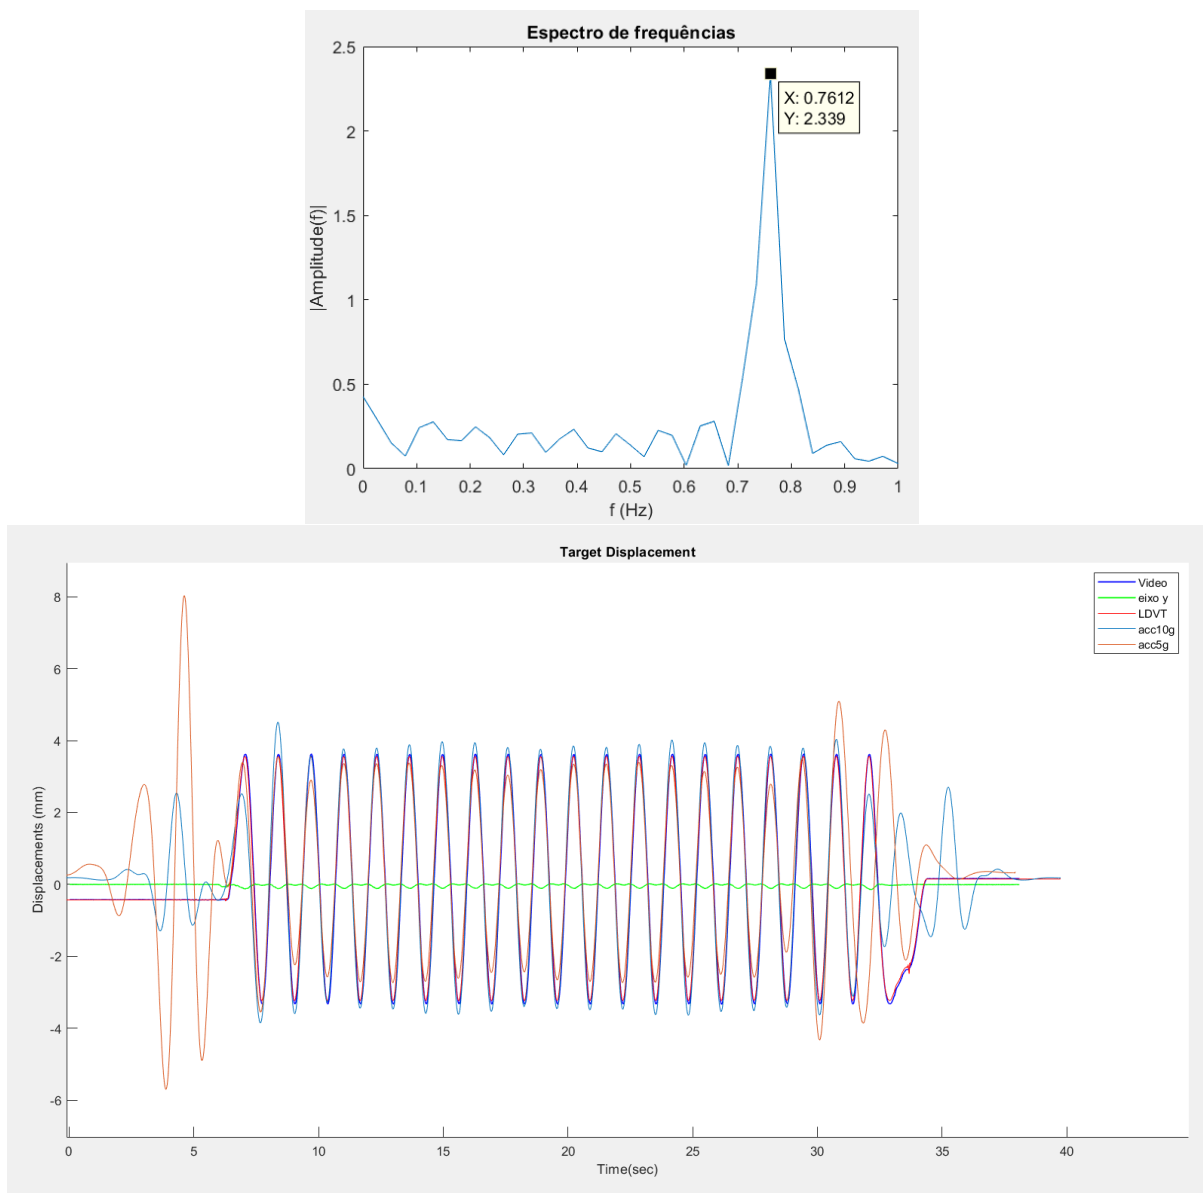 Espectro de frequências
2.5
2
1.5
1
0.5
0
|Amplitude(f)|
X: 0.7612
Y: 2.339
0 0.1 0.2 0.3 0.4 0.5 0.6 0.7 0.8 0.9 1
f (Hz)
Target Displacement
8
6
4
2
0
-2
-4
-6
Displacements (mm)
Video
eixo y
LDVT
acc10g
acc5g
0 5 10 15 20 25 30 35 40
Time(sec)